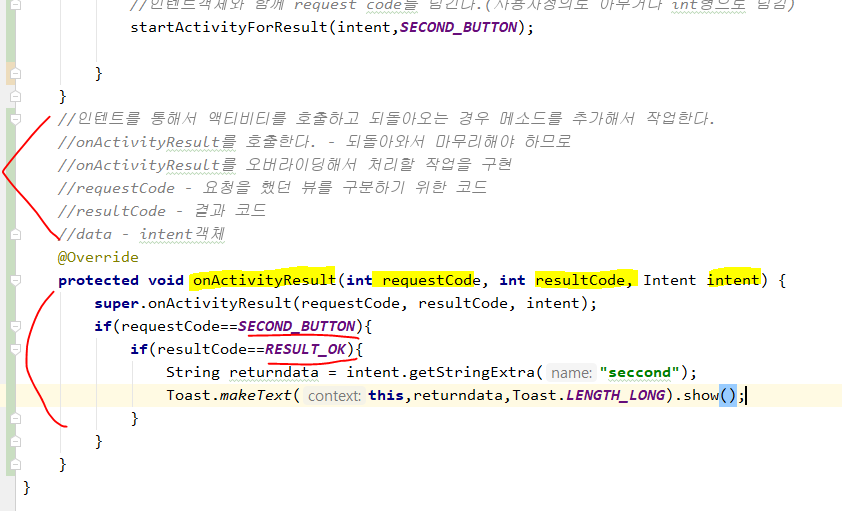 //인텐트객체와 함께 request code를 넘긴다.(사용자정의로 아무거나 int형으로 넘김)
startActivityForResult(intent,SECOND_BUTTON);
}
}
//인텐트를 통해서 액티비티를 호출하고 되돌아오는 경우 메소드를 추가해서 작업한다.
//onActivityResult를 호출한다. - 되돌아와서 마무리해야 하므로
//onActivityResult를 오버라이딩해서 처리할 작업을 구현
//requestCode - 요청을 했던 뷰를 구분하기 위한 코드
//resultCode - 결과 코드
//data - intent객체
@Override
protected void onActivityResult(int requestCode, int resultCode, Intent intent) {
super.onActivityResult(requestCode, resultCode, intent);
if(requestCode==SECOND_BUTTON){
if(resultCode==RESULT_OK){
String returndata = intent.getStringExtra( name: "seccond");
Toast.makeText( context: this,returndata,Toast.LENGTH_LONG).show();
}
}
}
}